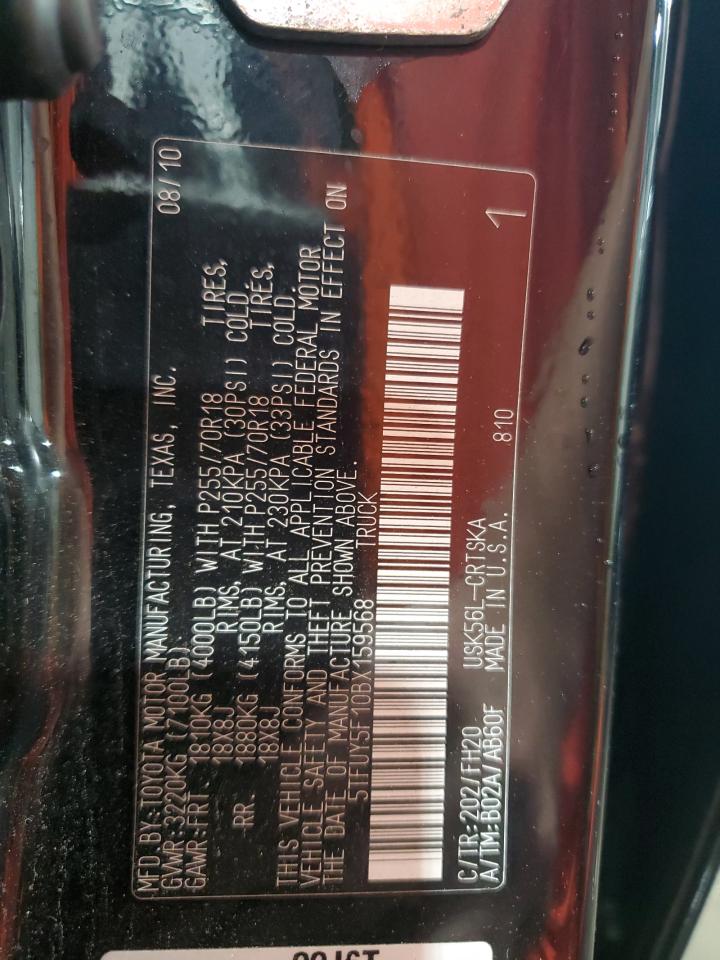 MFD. BY: TOYOTA MOTOR MANUFACTURING, TEXAS, INC. 08/10
GVWR: 3220KG (7100LB)
GAWR: FRT. 1810KG (4000LB) WITH P255/70R18 TIRES,
18X8J RIMS, AT 210KPA (30PSI) COLD
RR. 1880KG (4150LB) WITH P255/70R18 TIRES,
18X8J RIMS, AT 230KPA (33PSI) COLD.
THIS VEHICLE CONFORMS TO ALL APPLICABLE FEDERAL MOTOR
VEHICLE SAFETY AND THEFT PREVENTION STANDARDS IN EFFECT ON
THE DATE OF MANUFACTURE SHOWN ABOVE.
5TFUY5F10BX159568 TRUCK
C/TR: 202/FH20 USK56L-CRTSKA 810 1
A/TM: B02A/AB60F MADE IN U.S.A.